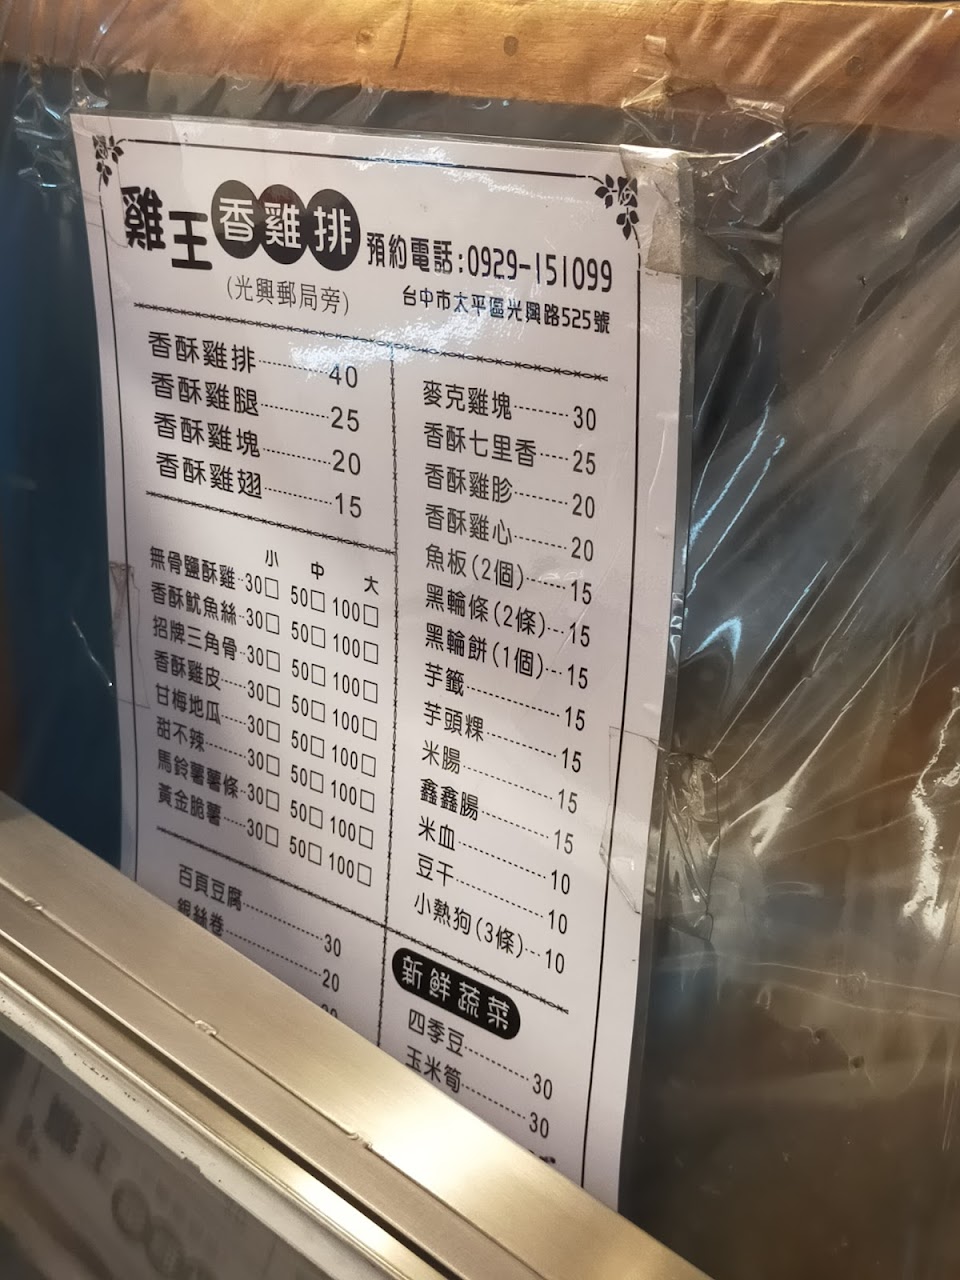 雞王香雞排
預約電話:0929-151099
(光興郵局旁)
台中市太平區光興路525號
香酥雞排 40
香酥雞腿 25
香酥雞塊 20
香酥雞翅 15
小 中 大
無骨鹽酥雞 30□ 50□ 100□
香酥魷魚絲 30□ 50□ 100□
招牌三角骨 30□ 50□ 100□
香酥雞皮 30□ 50□ 100□
甘梅地瓜 30□ 50□ 100□
甜不辣 30□ 50□ 100□
馬鈴薯薯條 30□ 50□ 100□
黃金脆薯 30□ 50□ 100□
百頁豆腐 30
銀絲卷 20
麥克雞塊 30
香酥七里香 25
香酥雞胗 20
香酥雞心 20
魚板(2個) 15
黑輪條(2條) 15
黑輪餅(1個) 15
芋籤 15
芋頭粿 15
米腸 15
鑫鑫腸 15
米血 10
豆干 10
小熱狗(3條) 10
新鮮蔬菜
四季豆 30
玉米筍 30